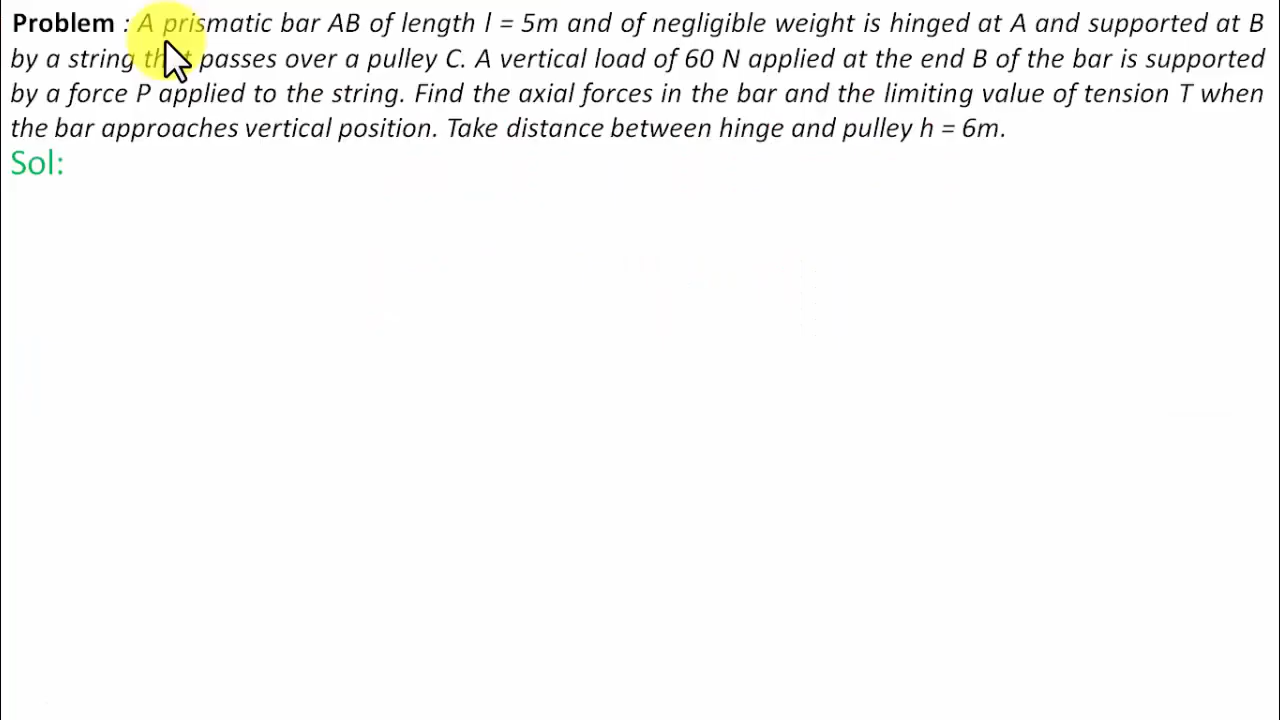 Problem : A prismatic bar AB of length l = 5m and of negligible weight is hinged at A and supported at B
by a string that passes over a pulley C. A vertical load of 60 N applied at the end B of the bar is supported
by a force P applied to the string. Find the axial forces in the bar and the limiting value of tension T when
the bar approaches vertical position. Take distance between hinge and pulley h = 6m.
Sol: